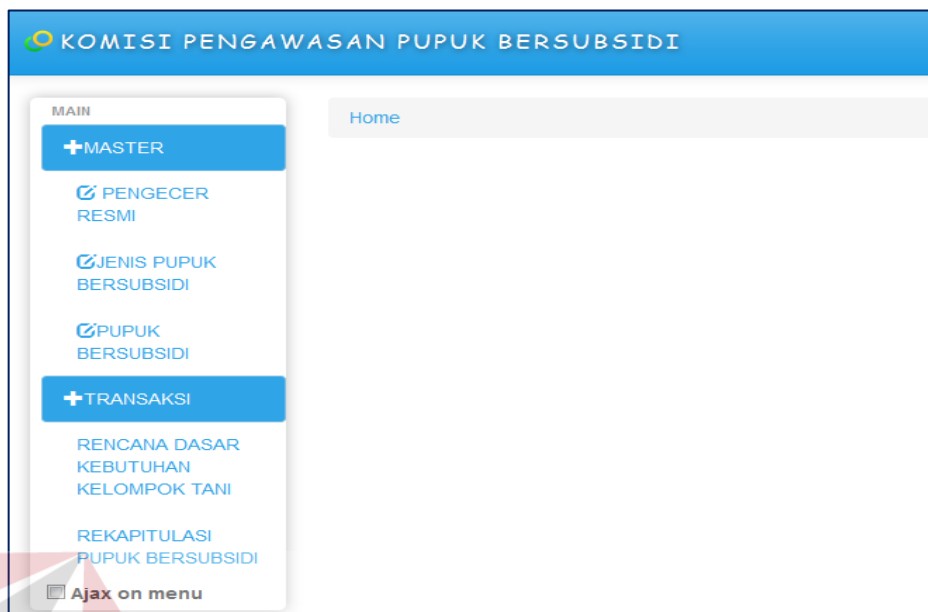 KOMISI PENGAWASAN PUPUK BERSUBSIDI
MAIN
MASTER
PENGECER
RESMI
JENIS PUPUK
BERSUBSIDI
PUPUK
BERSUBSIDI
TRANSAKSI
RENCANA DASAR
KEBUTUHAN
KELOMPOK TANI
REKAPITULASI
PUPUK BERSUBSIDI
Ajax on menu
Home